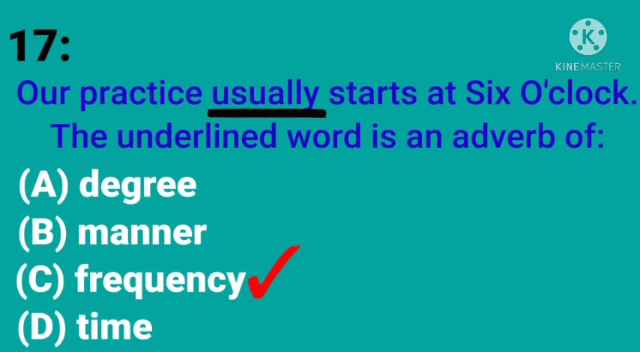 17:
K
KINEMASTER
Our practice usually starts at Six O'clock.
The underlined word is an adverb of:
(A) degree
(B) manner
(C) frequency
(D) time